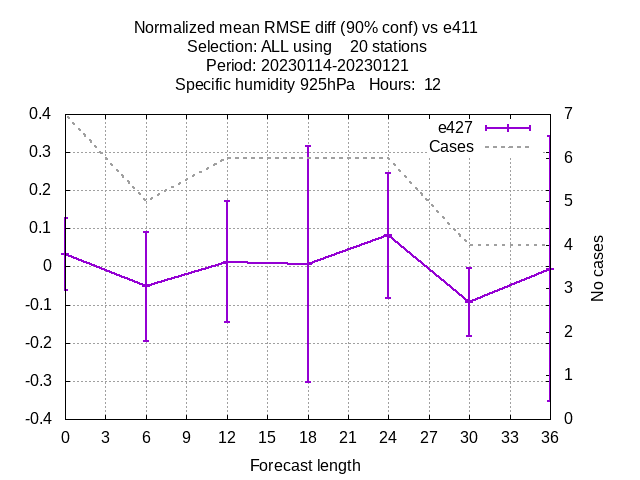 Normalized mean RMSE diff (90% conf) vs e411
Selection: ALL using    20 stations
Period: 20230114-20230121
Specific humidity 925hPa   Hours:  12
e427
Cases
0.4
0.3
0.2
0.1
0
-0.1
-0.2
-0.3
-0.4
7
6
5
4
3
2
1
0
No cases
0 3 6 9 12 15 18 21 24 27 30 33 36
Forecast length